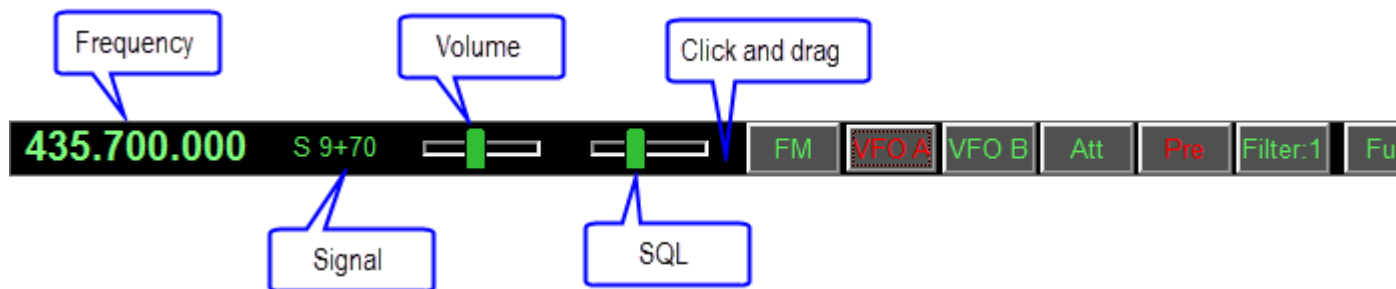 Frequency
Volume
Click and drag
435.700.000 S 9+70 FM VFO A VFO B Att Pre Filter:1 Fu
Signal
SQL